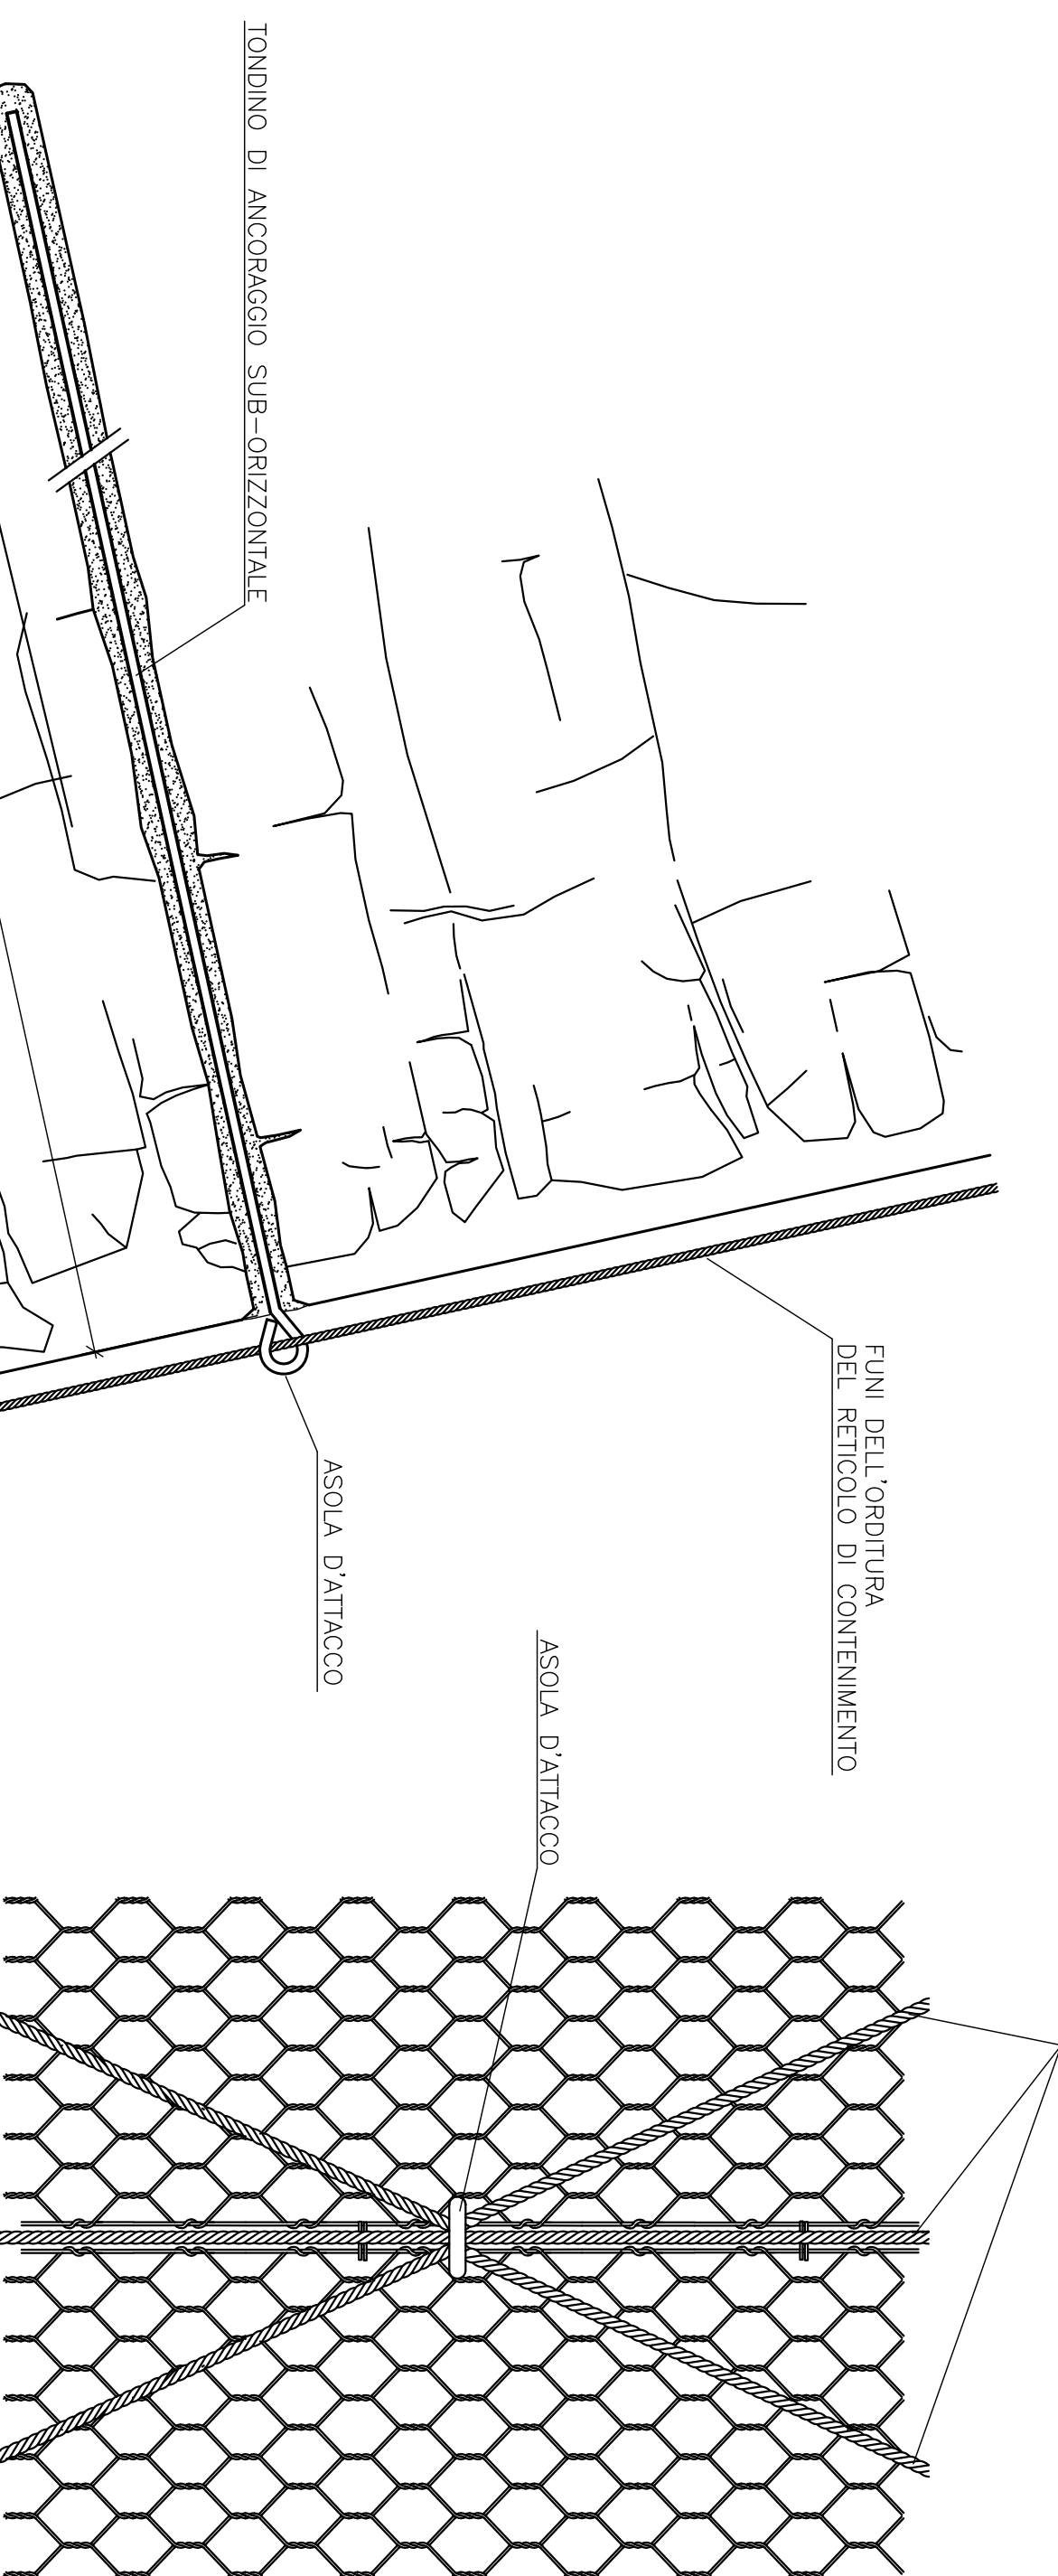 TONDINO DI ANCORAGGIO SUB-ORIZZONTALE
FUNI DELL'ORDITURA
DEL RETICOLO DI CONTENIMENTO
ASOLA D'ATTACCO
ASOLA D'ATTACCO